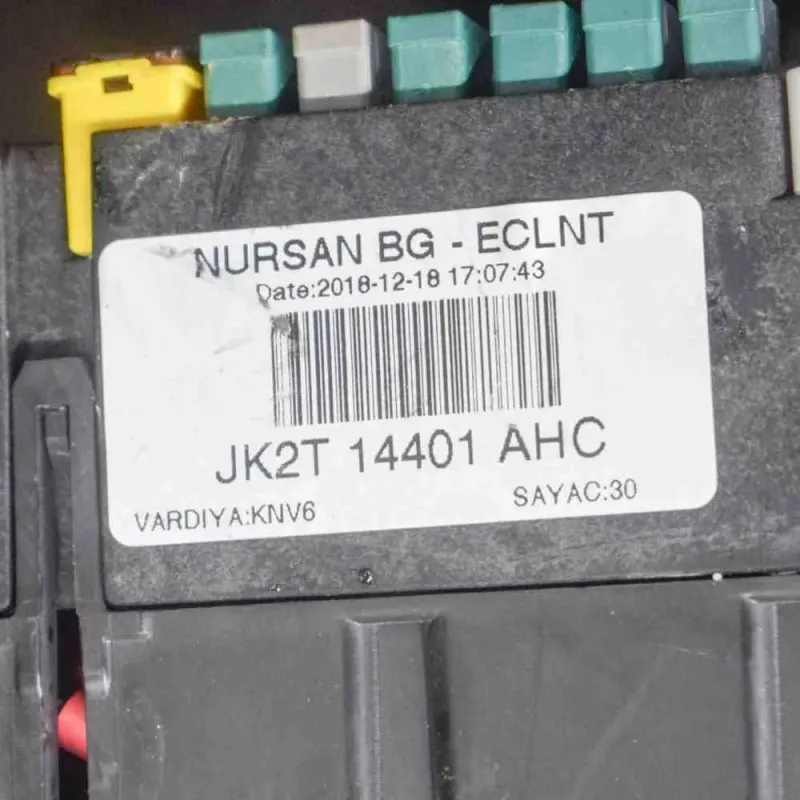 NURSAN BG - ECLNT
Date:2018-12-18 17:07:43
JK2T 14401 AHC
VARDIYA:KNV6
SAYAC:30